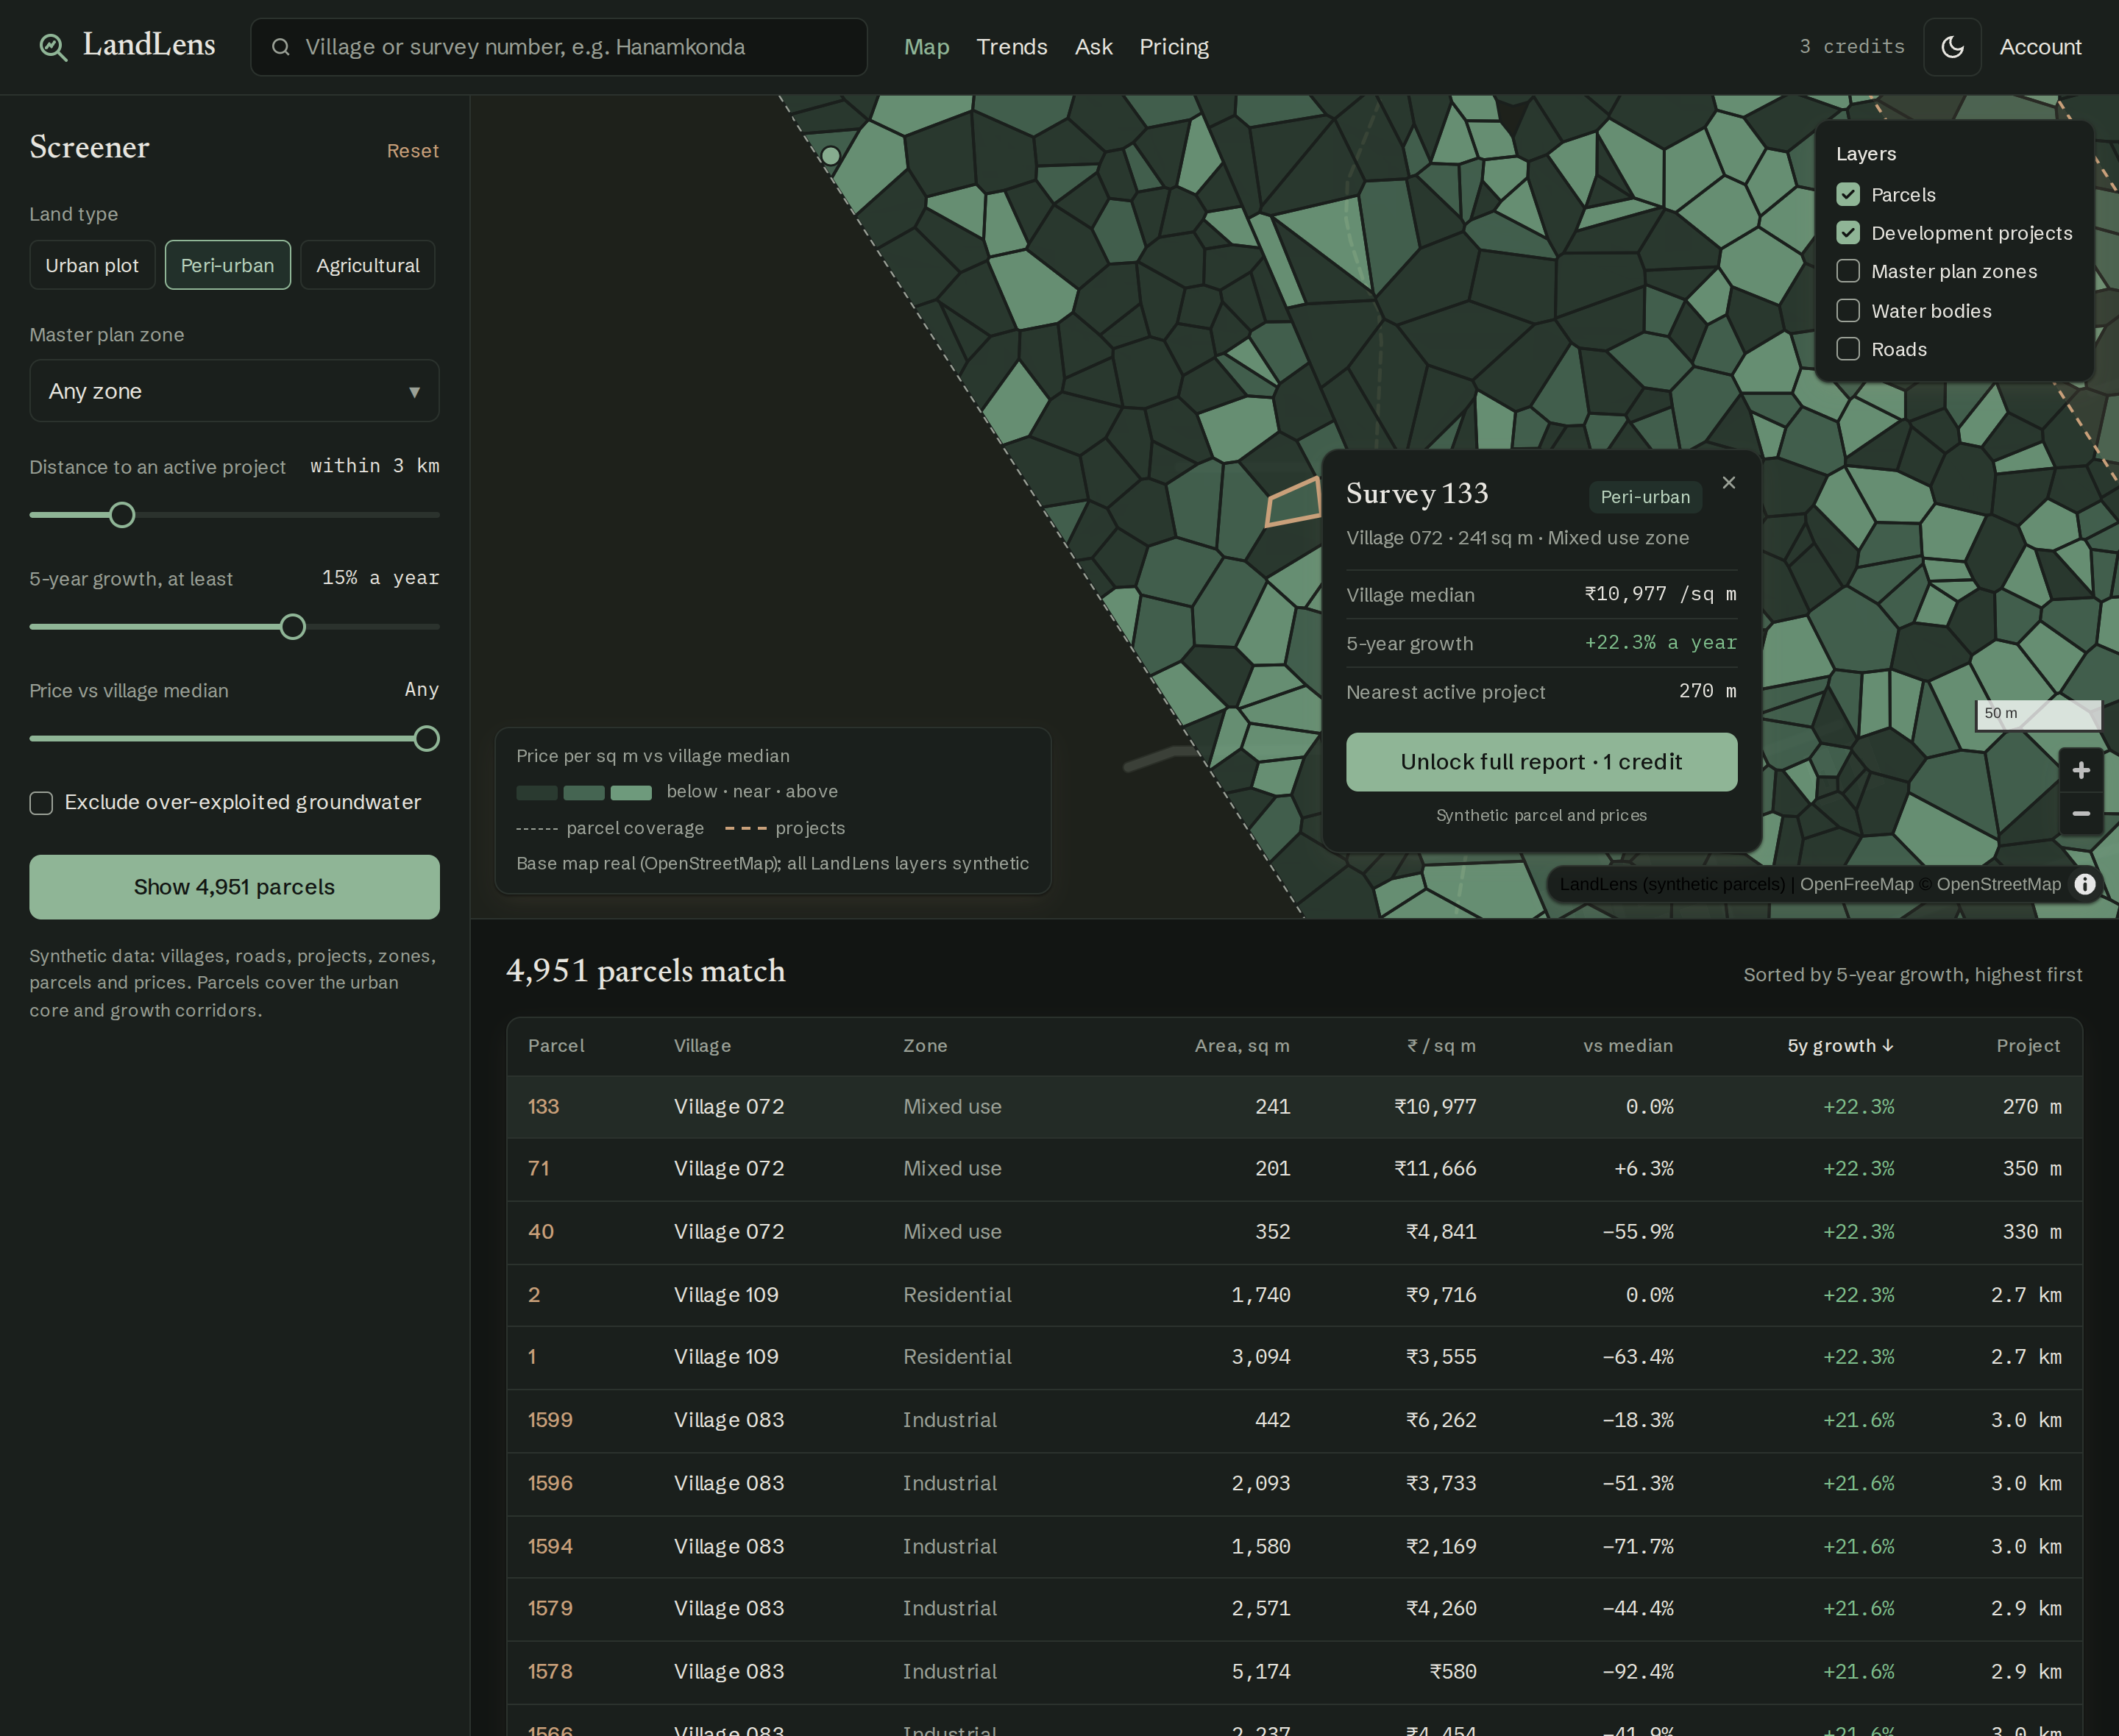 LandLens
Village or survey number, e.g. Hanamkonda
Map Trends Ask Pricing
3 credits
Account
Screener
Reset
Land type
Urban plot Peri-urban Agricultural
Master plan zone
Any zone
Distance to an active project within 3 km
5-year growth, at least 15% a year
Price vs village median Any
Exclude over-exploited groundwater
Show 4,951 parcels
Synthetic data: villages, roads, projects, zones,
parcels and prices. Parcels cover the urban
core and growth corridors.
Layers
Parcels
Development projects
Master plan zones
Water bodies
Roads
Survey 133 Peri-urban
Village 072 · 241 sq m · Mixed use zone
Village median ₹10,977 /sq m
5-year growth +22.3% a year
Nearest active project 270 m
Unlock full report · 1 credit
Synthetic parcel and prices
50 m
Price per sq m vs village median
below · near · above
parcel coverage projects
Base map real (OpenStreetMap); all LandLens layers synthetic
LandLens (synthetic parcels) | OpenFreeMap © OpenStreetMap
4,951 parcels match
Sorted by 5-year growth, highest first
Parcel Village Zone Area, sq m ₹ / sq m vs median 5y growth ↓ Project
133 Village 072 Mixed use 241 ₹10,977 0.0% +22.3% 270 m
71 Village 072 Mixed use 201 ₹11,666 +6.3% +22.3% 350 m
40 Village 072 Mixed use 352 ₹4,841 −55.9% +22.3% 330 m
2 Village 109 Residential 1,740 ₹9,716 0.0% +22.3% 2.7 km
1 Village 109 Residential 3,094 ₹3,555 −63.4% +22.3% 2.7 km
1599 Village 083 Industrial 442 ₹6,262 −18.3% +21.6% 3.0 km
1596 Village 083 Industrial 2,093 ₹3,733 −51.3% +21.6% 3.0 km
1594 Village 083 Industrial 1,580 ₹2,169 −71.7% +21.6% 3.0 km
1579 Village 083 Industrial 2,571 ₹4,260 −44.4% +21.6% 2.9 km
1578 Village 083 Industrial 5,174 ₹580 −92.4% +21.6% 2.9 km
1566 Village 083 Industrial 2,237 ₹4,454 −41.9% +21.6% 3.0 km